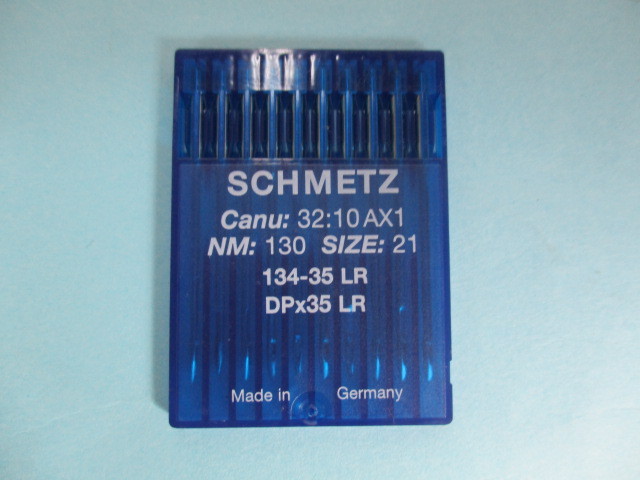 SCHMETZ
Canu: 32:10 AX1
NM: 130 SIZE: 21
134-35 LR
DPx35 LR
Made in Germany